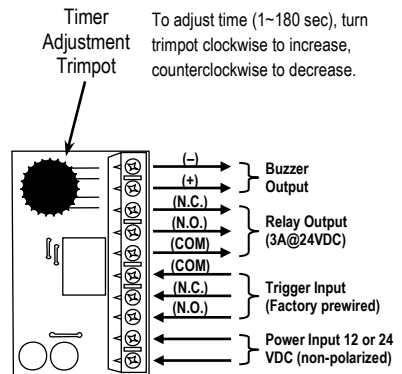 Timer
Adjustment
Trimpot
To adjust time (1~180 sec), turn
trimpot clockwise to increase,
counterclockwise to decrease.
(–)
(+)
Buzzer
Output
(N.C.)
(N.O.)
(COM)
Relay Output
(3A@24VDC)
(COM)
(N.C.)
(N.O.)
Trigger Input
(Factory prewired)
Power Input 12 or 24
VDC (non-polarized)